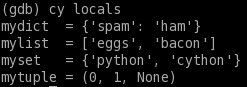 (gdb) cy locals
mydict  = {'spam': 'ham'}
mylist  = ['eggs', 'bacon']
myset   = {'python', 'cython'}
mytuple = (0, 1, None)